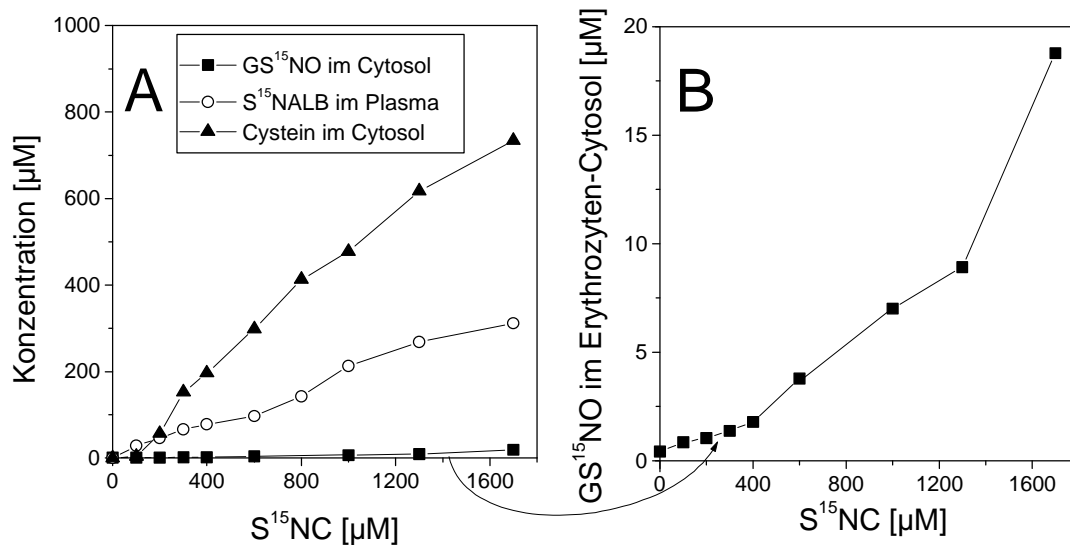 A
GS¹⁵NO im Cytosol
S¹⁵NALB im Plasma
Cystein im Cytosol
Konzentration [µM]
1000
800
600
400
200
0
0
400
800
1200
1600
S¹⁵NC [µM]
B
GS¹⁵NO im Erythrozyten-Cytosol [µM]
20
15
10
5
0
0
400
800
1200
1600
S¹⁵NC [µM]